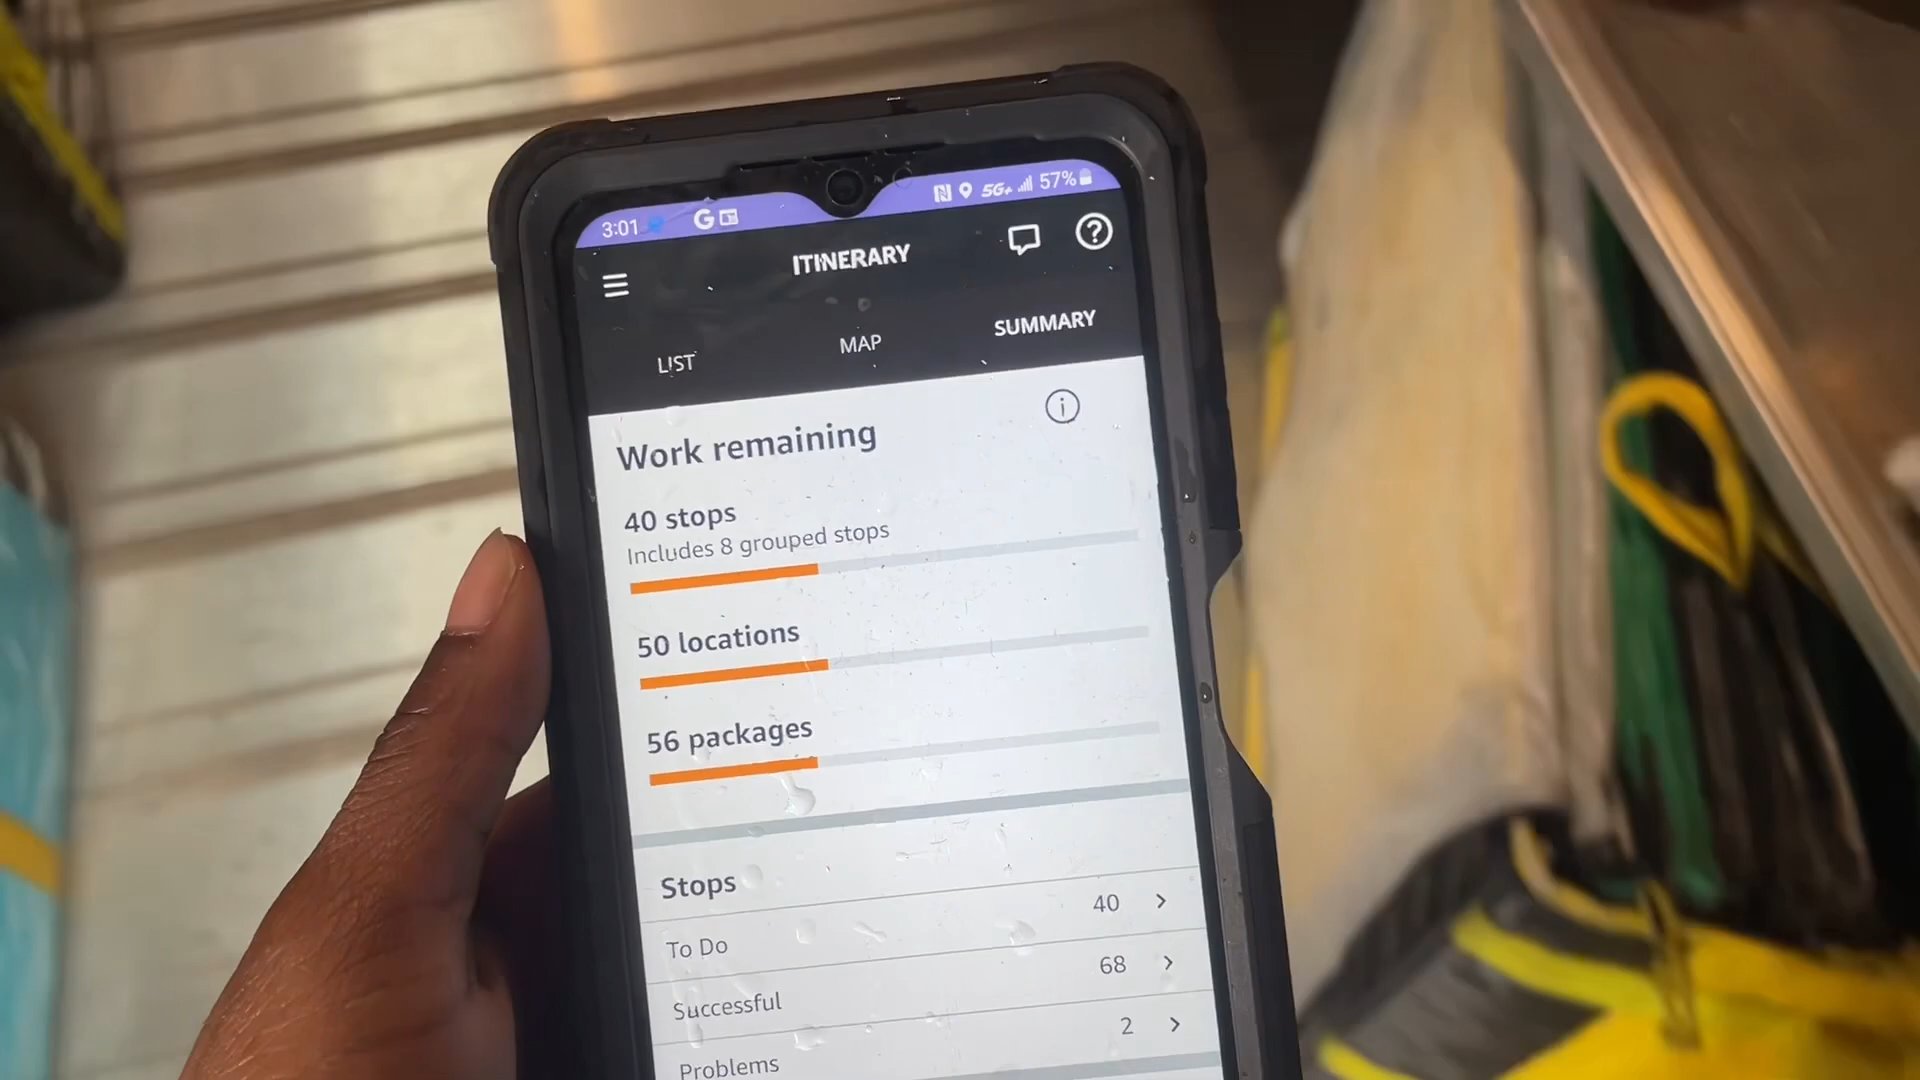 3:01 G N 5G+ 57%
ITINERARY
LIST MAP SUMMARY
Work remaining
40 stops
Includes 8 grouped stops
50 locations
56 packages
Stops
To Do 40
Successful 68
Problems 2